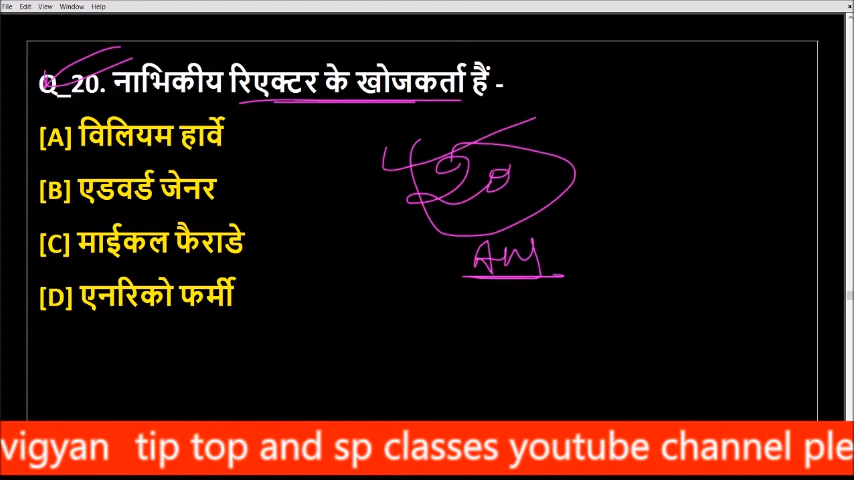 File Edit View Window Help
Q_20. नाभिकीय रिएक्टर के खोजकर्ता हैं -
[A] विलियम हार्वे
[B] एडवर्ड जेनर
[C] माईकल फैराडे
[D] एनरिको फर्मी
20
vigyan tip top and sp classes youtube channel ple